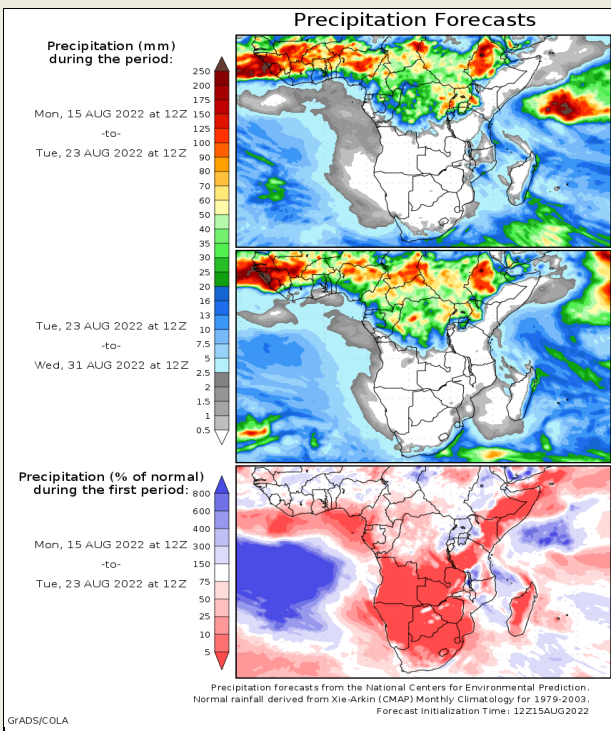 Precipitation Forecasts
Precipitation (mm)
during the period:
Mon, 15 AUG 2022 at 12Z
-to-
Tue, 23 AUG 2022 at 12Z
250
200
175
150
125
100
90
80
70
60
50
40
35
30
25
20
16
13
10
7.5
5
2.5
2
1.5
1
0.5
Tue, 23 AUG 2022 at 12Z
-to-
Wed, 31 AUG 2022 at 12Z
Precipitation (% of normal)
during the first period:
Mon, 15 AUG 2022 at 12Z
-to-
Tue, 23 AUG 2022 at 12Z
800
600
400
300
150
75
50
25
10
5
Precipitation forecasts from the National Centers for Environmental Prediction.
Normal rainfall derived from Xie-Arkin (CMAP) Monthly Climatology for 1979-2003.
Forecast Initialization Time: 12Z15AUG2022
GrADS/COLA